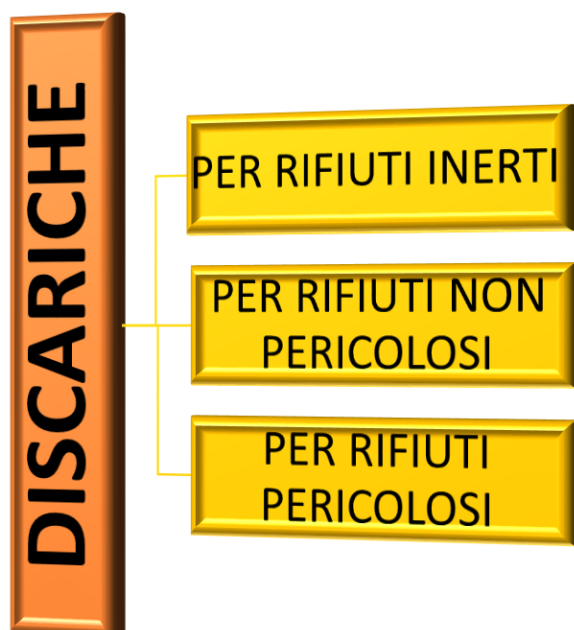 DISCARICHE
PER RIFIUTI INERTI
PER RIFIUTI NON
PERICOLOSI
PER RIFIUTI
PERICOLOSI